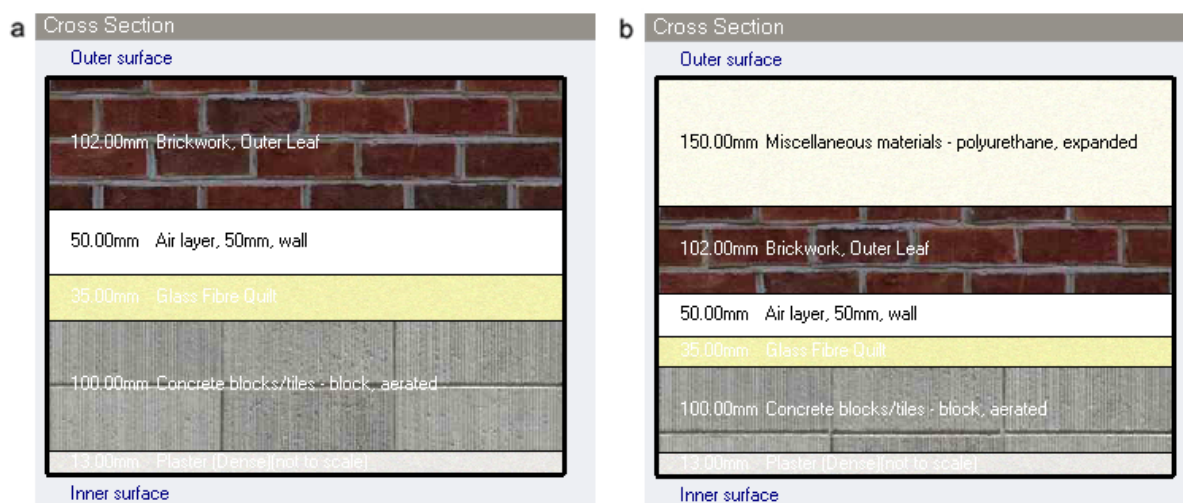 a
Cross Section
Outer surface
102.00mm Brickwork, Outer Leaf
50.00mm Air layer, 50mm, wall
35.00mm Glass Fibre Quilt
100.00mm Concrete blocks/tiles - block, aerated
13.00mm Plaster (Dense)(not to scale)
Inner surface
b
Cross Section
Outer surface
150.00mm Miscellaneous materials - polyurethane, expanded
102.00mm Brickwork, Outer Leaf
50.00mm Air layer, 50mm, wall
35.00mm Glass Fibre Quilt
100.00mm Concrete blocks/tiles - block, aerated
13.00mm Plaster (Dense)(not to scale)
Inner surface